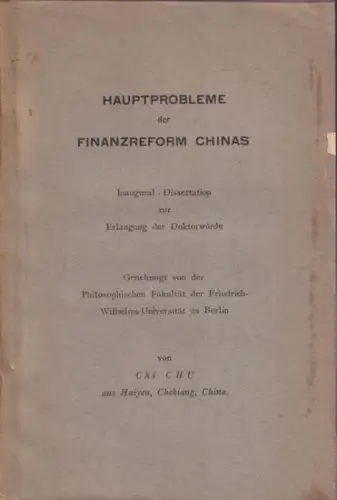 HAUPTPROBLEME
der
FINANZREFORM CHINAS
Inaugural - Dissertation
zur
Erlangung der Doktorwürde
Genehmigt von der
Philosophischen Fakultät der Friedrich-
Wilhelms-Universität zu Berlin
von
Chi CHU
aus Haiyen, Chekiang, China.